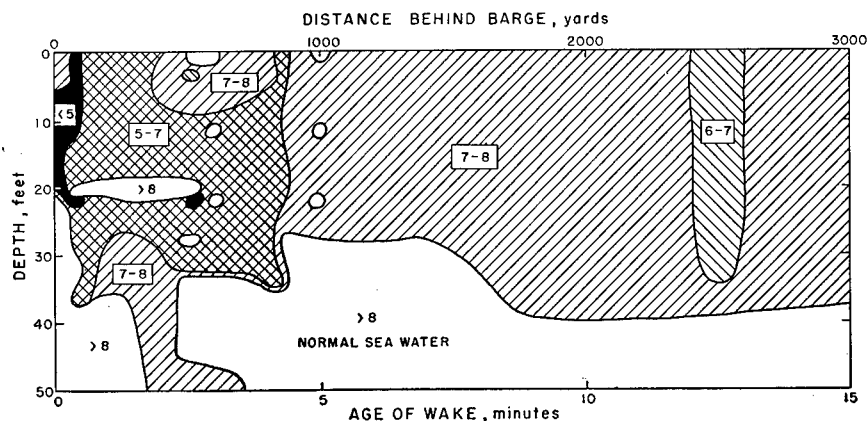 DISTANCE BEHIND BARGE, yards
0 1000 2000 3000
0
7-8
<5
10
5-7
6-7
7-8
>8
20
DEPTH, feet
7-8
30
>8
NORMAL SEA WATER
>8
40
50
0 5 10 15
AGE OF WAKE, minutes